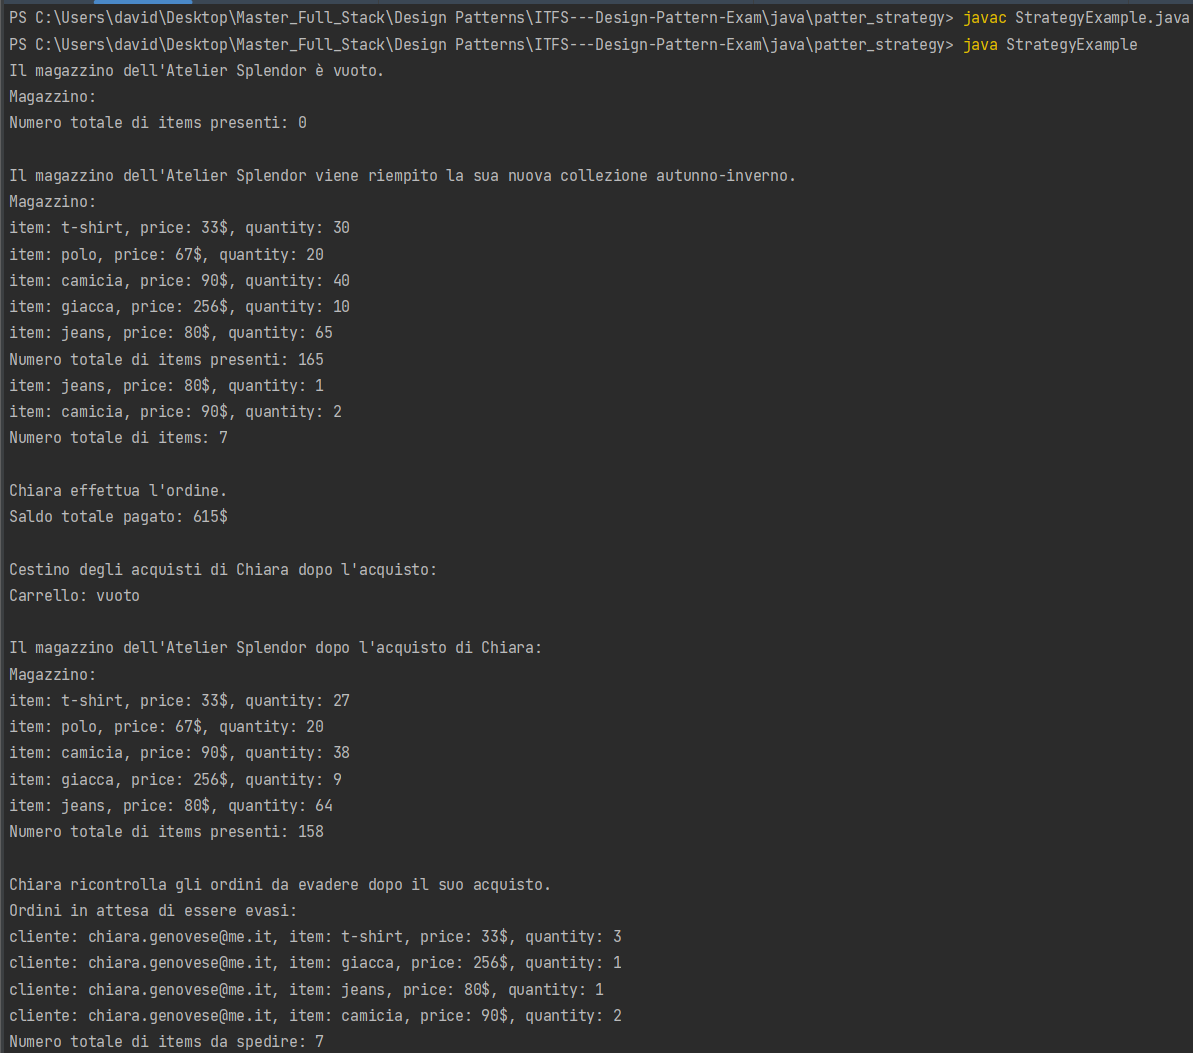 PS C:\Users\david\Desktop\Master_Full_Stack\Design Patterns\ITFS---Design-Pattern-Exam\java\patter_strategy> javac StrategyExample.java
PS C:\Users\david\Desktop\Master_Full_Stack\Design Patterns\ITFS---Design-Pattern-Exam\java\patter_strategy> java StrategyExample
Il magazzino dell'Atelier Splendor è vuoto.
Magazzino:
Numero totale di items presenti: 0

Il magazzino dell'Atelier Splendor viene riempito la sua nuova collezione autunno-inverno.
Magazzino:
item: t-shirt, price: 33$, quantity: 30
item: polo, price: 67$, quantity: 20
item: camicia, price: 90$, quantity: 40
item: giacca, price: 256$, quantity: 10
item: jeans, price: 80$, quantity: 65
Numero totale di items presenti: 165
item: jeans, price: 80$, quantity: 1
item: camicia, price: 90$, quantity: 2
Numero totale di items: 7

Chiara effettua l'ordine.
Saldo totale pagato: 615$

Cestino degli acquisti di Chiara dopo l'acquisto:
Carrello: vuoto

Il magazzino dell'Atelier Splendor dopo l'acquisto di Chiara:
Magazzino:
item: t-shirt, price: 33$, quantity: 27
item: polo, price: 67$, quantity: 20
item: camicia, price: 90$, quantity: 38
item: giacca, price: 256$, quantity: 9
item: jeans, price: 80$, quantity: 64
Numero totale di items presenti: 158

Chiara ricontrolla gli ordini da evadere dopo il suo acquisto.
Ordini in attesa di essere evasi:
cliente: chiara.genovese@me.it, item: t-shirt, price: 33$, quantity: 3
cliente: chiara.genovese@me.it, item: giacca, price: 256$, quantity: 1
cliente: chiara.genovese@me.it, item: jeans, price: 80$, quantity: 1
cliente: chiara.genovese@me.it, item: camicia, price: 90$, quantity: 2
Numero totale di items da spedire: 7